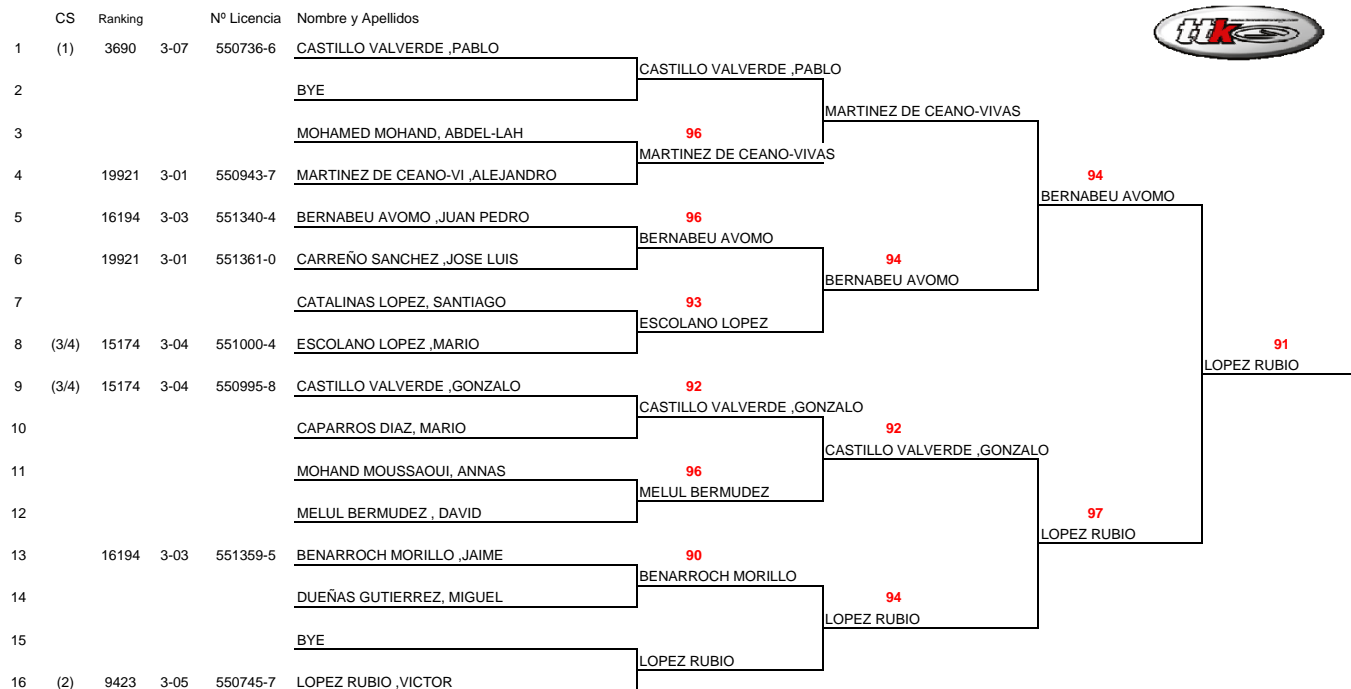 CS Ranking Nº Licencia Nombre y Apellidos
ttk
1 (1) 3690 3-07 550736-6 CASTILLO VALVERDE ,PABLO
CASTILLO VALVERDE ,PABLO
2 BYE
MARTINEZ DE CEANO-VIVAS
3 MOHAMED MOHAND, ABDEL-LAH 96
MARTINEZ DE CEANO-VIVAS
4 19921 3-01 550943-7 MARTINEZ DE CEANO-VI ,ALEJANDRO 94
BERNABEU AVOMO
5 16194 3-03 551340-4 BERNABEU AVOMO ,JUAN PEDRO 96
BERNABEU AVOMO
6 19921 3-01 551361-0 CARREÑO SANCHEZ ,JOSE LUIS 94
BERNABEU AVOMO
7 CATALINAS LOPEZ, SANTIAGO 93
ESCOLANO LOPEZ
8 (3/4) 15174 3-04 551000-4 ESCOLANO LOPEZ ,MARIO 91
LOPEZ RUBIO
9 (3/4) 15174 3-04 550995-8 CASTILLO VALVERDE ,GONZALO 92
CASTILLO VALVERDE ,GONZALO
10 CAPARROS DIAZ, MARIO 92
CASTILLO VALVERDE ,GONZALO
11 MOHAND MOUSSAOUI, ANNAS 96
MELUL BERMUDEZ
12 MELUL BERMUDEZ , DAVID 97
LOPEZ RUBIO
13 16194 3-03 551359-5 BENARROCH MORILLO ,JAIME 90
BENARROCH MORILLO
14 DUEÑAS GUTIERREZ, MIGUEL 94
LOPEZ RUBIO
15 BYE
LOPEZ RUBIO
16 (2) 9423 3-05 550745-7 LOPEZ RUBIO ,VICTOR